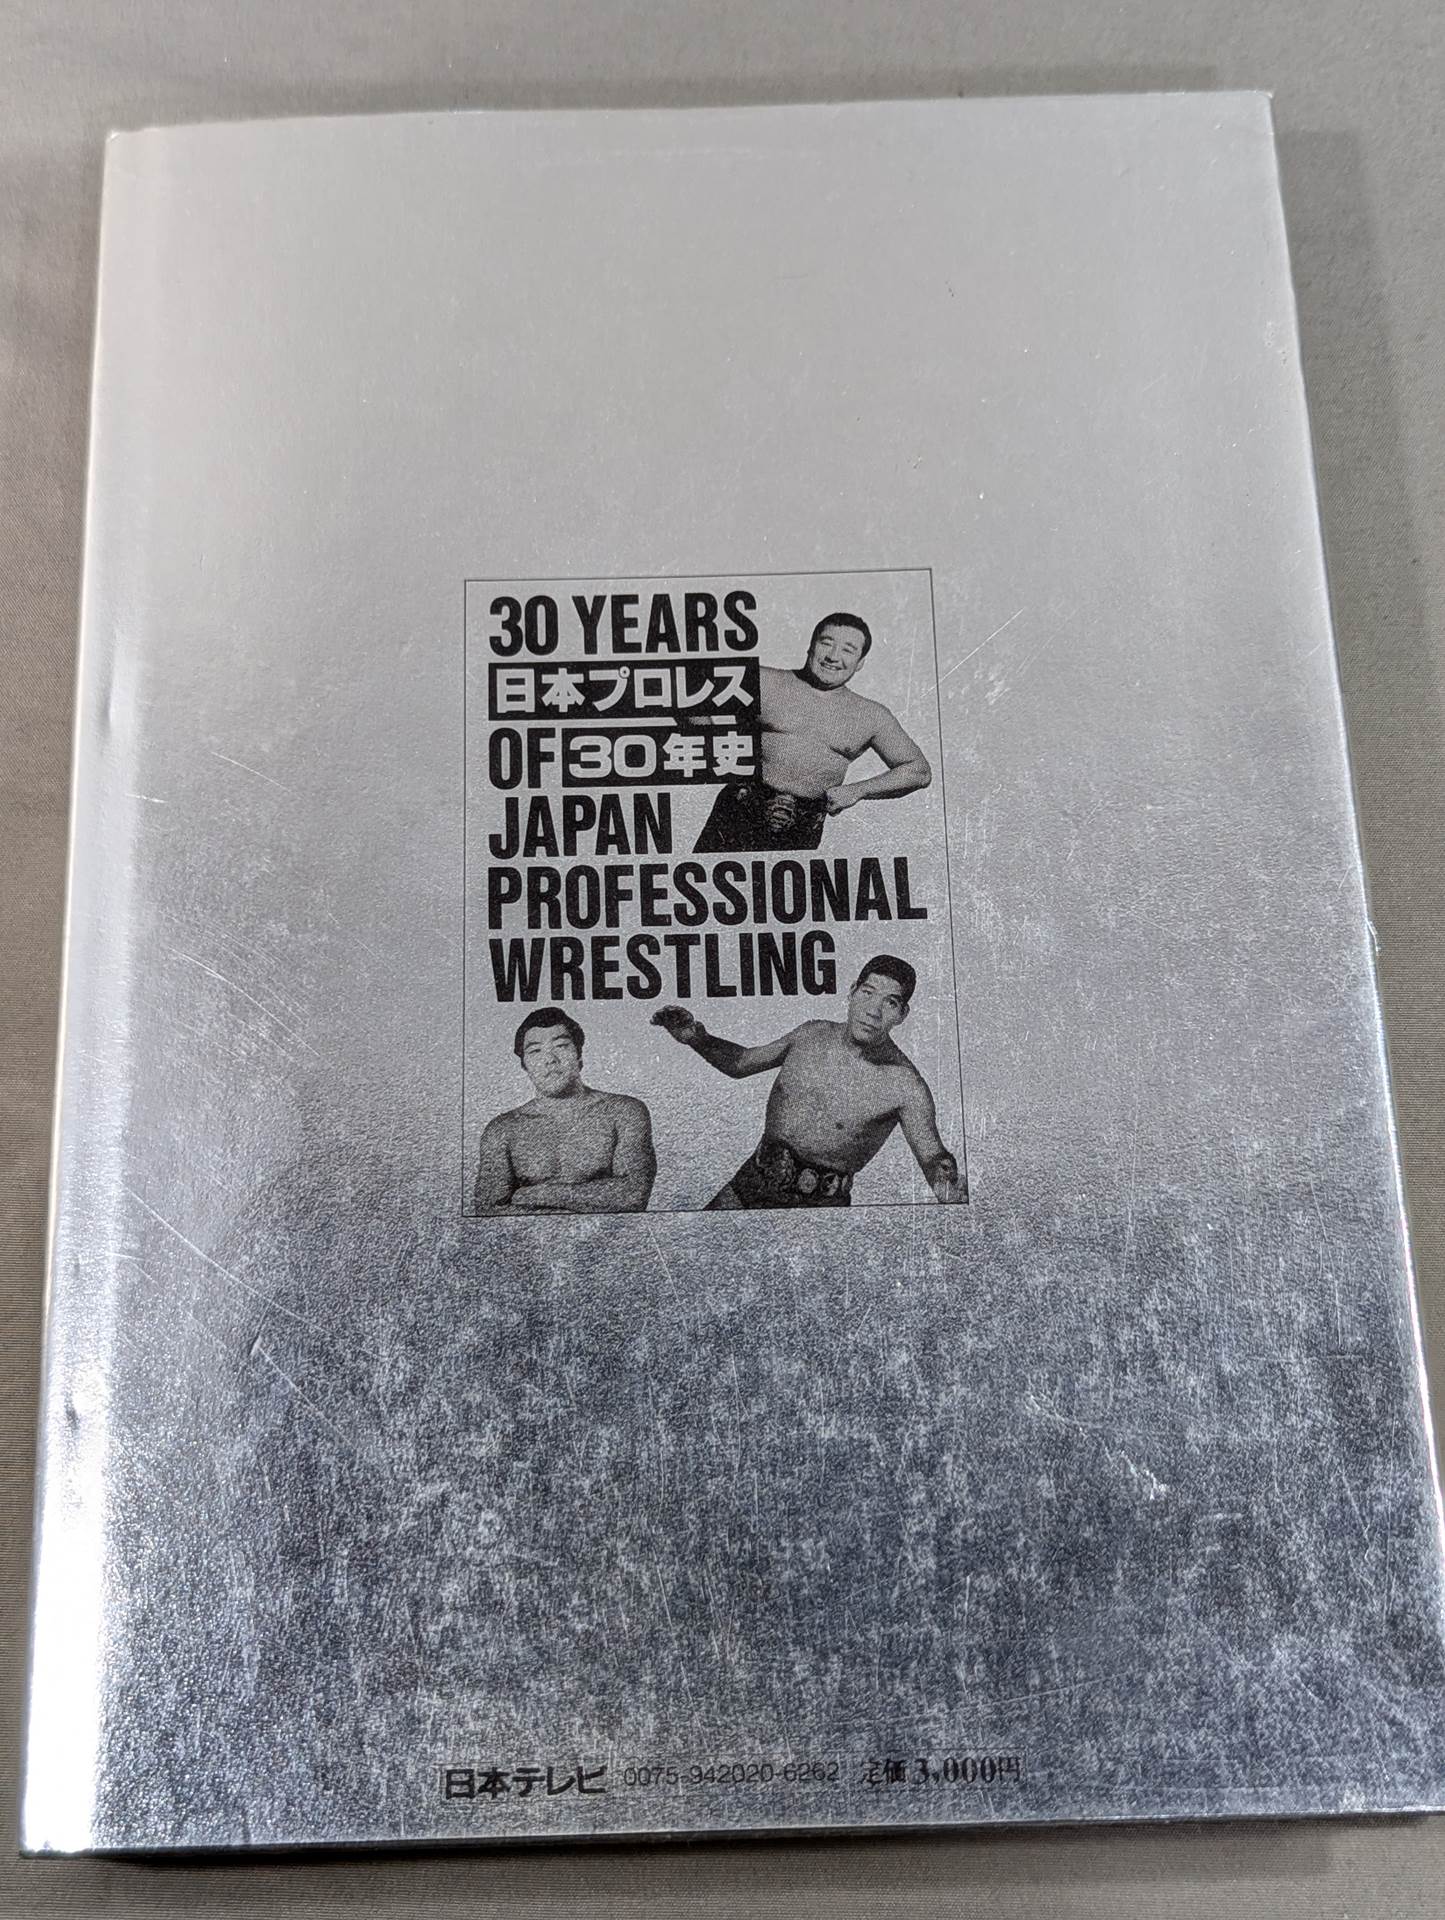 30 YEARS
日本プロレス
OF 30年史
JAPAN
PROFESSIONAL
WRESTLING
日本テレビ 0075-942020-6262 定価3,000円